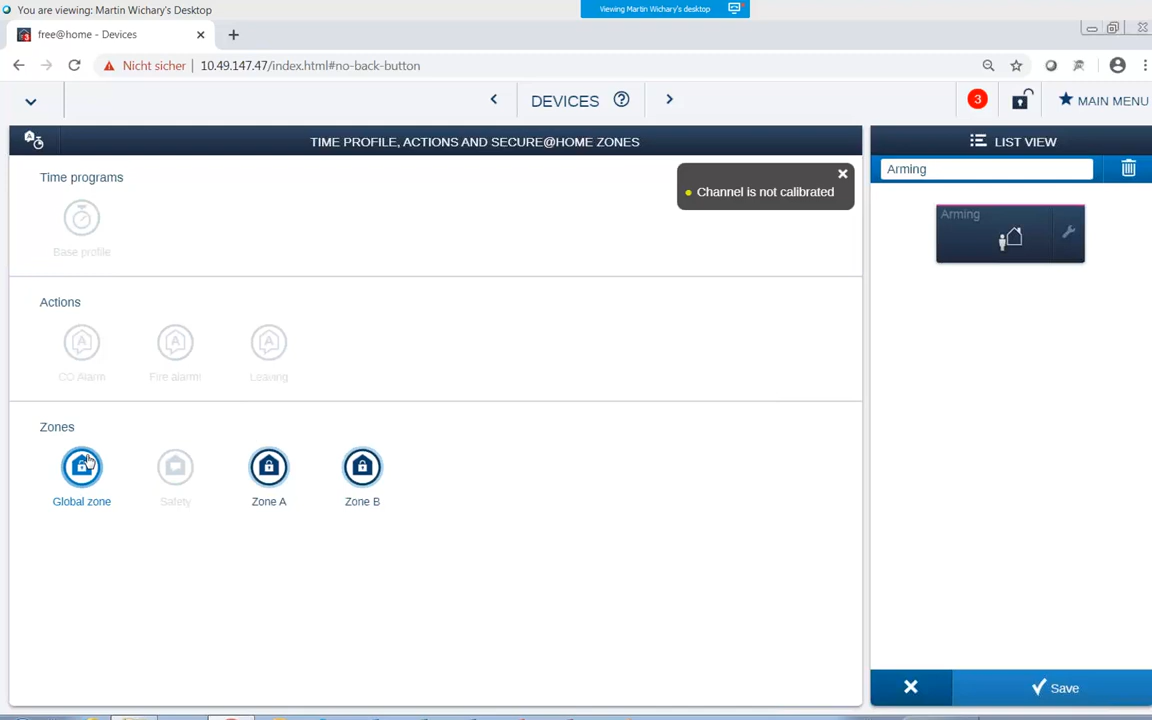 You are viewing: Martin Wichary's Desktop
Viewing Martin Wichary's desktop
free@home - Devices
Nicht sicher
10.49.147.47/index.html#no-back-button
DEVICES
3
MAIN MENU
TIME PROFILE, ACTIONS AND SECURE@HOME ZONES
LIST VIEW
Channel is not calibrated
Arming
Time programs
Base profile
Arming
Actions
CO Alarm
Fire alarm!
Leaving
Zones
Global zone
Safety
Zone A
Zone B
Save